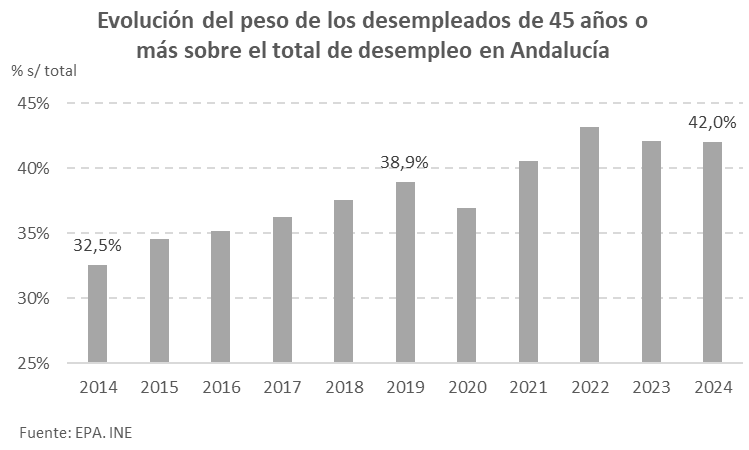 Evolución del peso de los desempleados de 45 años o
más sobre el total de desempleo en Andalucía
% s/ total
45%
42,0%
40%
38,9%
35%
32,5%
30%
25%
2014 2015 2016 2017 2018 2019 2020 2021 2022 2023 2024
Fuente: EPA. INE